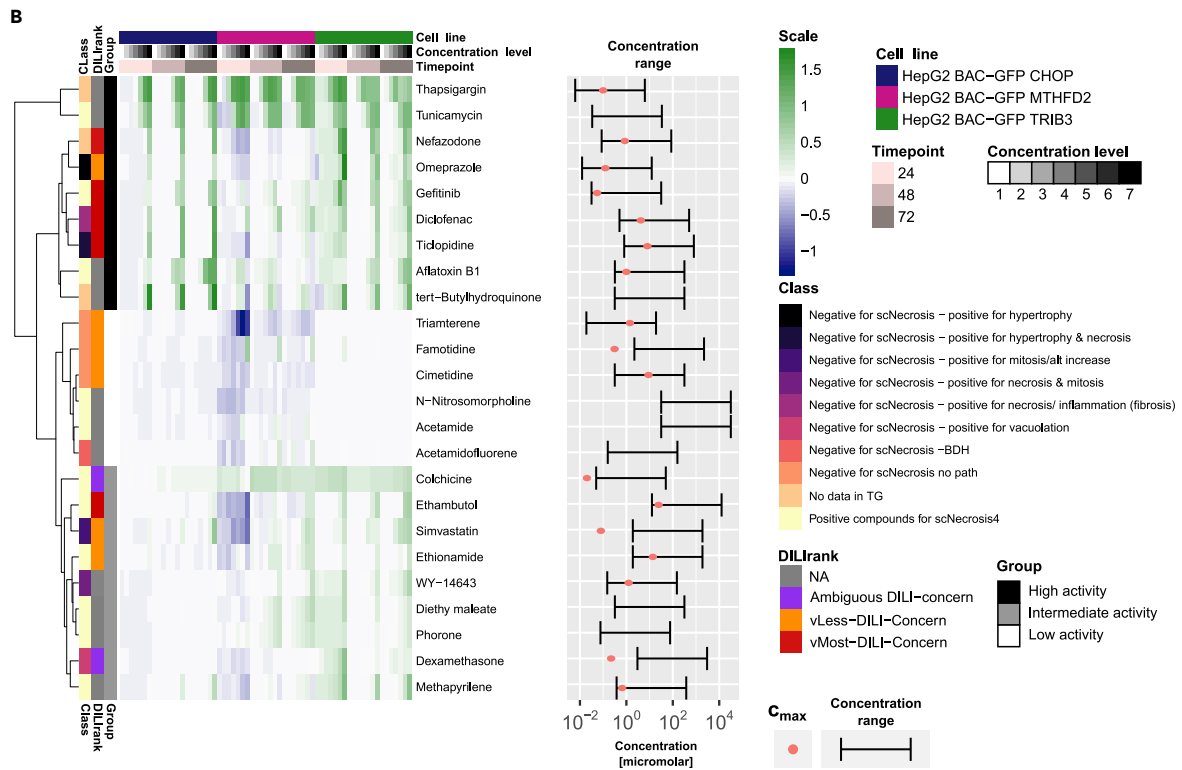 B
Cell line
Concentration level
Timepoint
CLass
DILIrank
Group
Thapsigargin
Tunicamycin
Nefazodone
Omeprazole
Gefitinib
Diclofenac
Ticlopidine
Aflatoxin B1
tert-Butylhydroquinone
Triamterene
Famotidine
Cimetidine
N-Nitrosomorpholine
Acetamide
Acetamidofluorene
Colchicine
Ethambutol
Simvastatin
Ethionamide
WY-14643
Diethy maleate
Phorone
Dexamethasone
Methapyrilene
Class
DILIrank
Group
Concentration
range
10⁻²
10⁰
10²
10⁴
Concentration
[micromolar]
Scale
1.5
1
0.5
0
−0.5
−1
Cell line
HepG2 BAC-GFP CHOP
HepG2 BAC-GFP MTHFD2
HepG2 BAC-GFP TRIB3
Timepoint
24
48
72
Concentration level
1 2 3 4 5 6 7
Class
Negative for scNecrosis - positive for hypertrophy
Negative for scNecrosis - positive for hypertrophy & necrosis
Negative for scNecrosis - positive for mitosis/alt increase
Negative for scNecrosis - positive for necrosis & mitosis
Negative for scNecrosis - positive for necrosis/ inflammation (fibrosis)
Negative for scNecrosis - positive for vacuolation
Negative for scNecrosis -BDH
Negative for scNecrosis no path
No data in TG
Positive compounds for scNecrosis4
DILIrank
NA
Ambiguous DILI-concern
vLess-DILI-Concern
vMost-DILI-Concern
Group
High activity
Intermediate activity
Low activity
cmax
Concentration
range